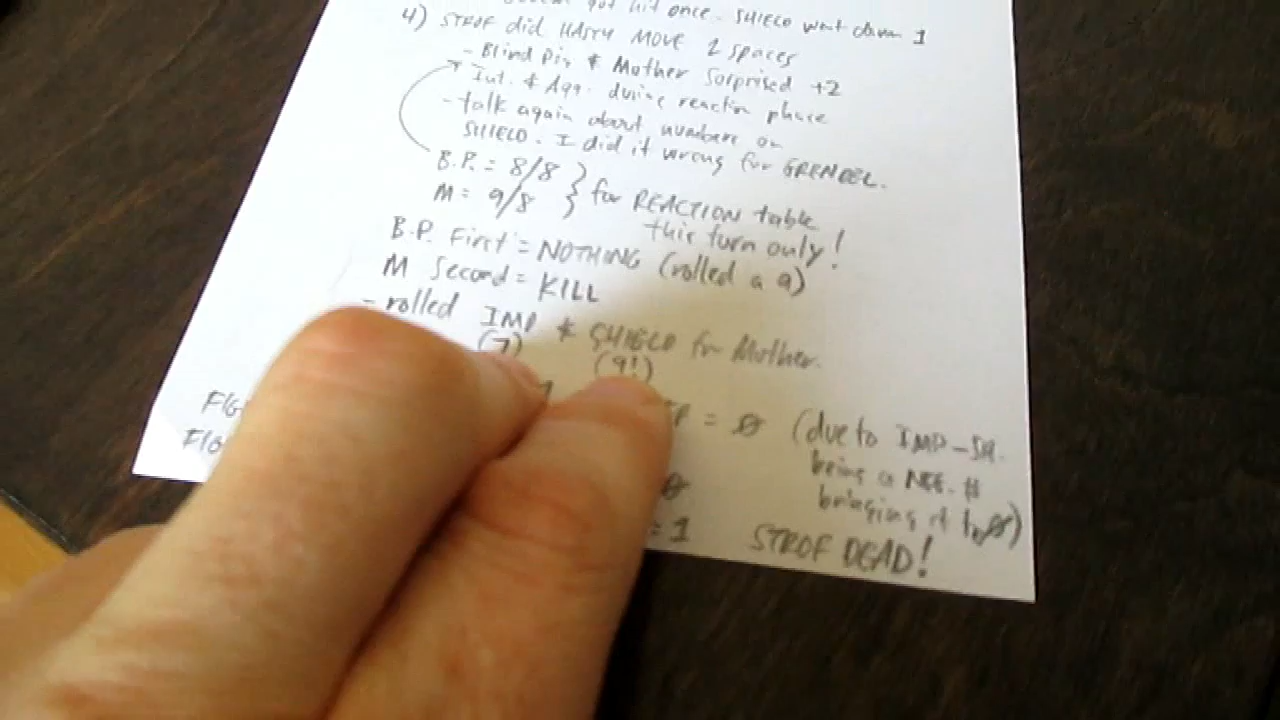 got hit once. SHIELD went down 1
4) STROF did HASTY MOVE 2 spaces
- Blind Pig & Mother Surprised +2
Int. & Agg. during reaction phase
- talk again about numbers on
SHIELD. I did it wrong for GRENDEL.
B.P. = 8/8
M = 9/8 } for REACTION table
this turn only!
B.P. First = NOTHING (rolled a 9)
M Second = KILL
- rolled IMP & SHIELD for Mother.
(7) (9!)
= 0 (due to IMP-SH.
being a NEG. #
bringing it to 0)
= 1 STROF DEAD!